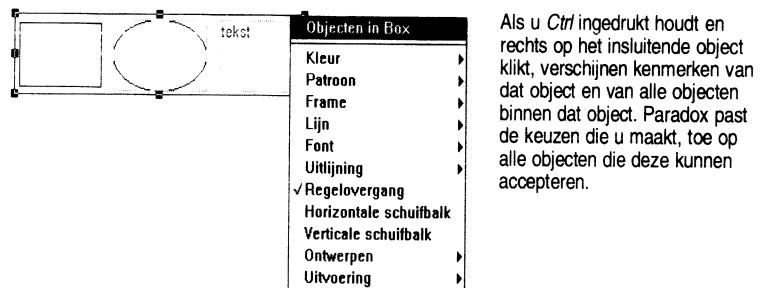 tekst
Objecten in Box
Kleur
Patroon
Frame
Lijn
Font
Uitlijning
Regelovergang
Horizontale schuifbalk
Verticale schuifbalk
Ontwerpen
Uitvoering
Als u Ctrl ingedrukt houdt en
rechts op het insluitende object
klikt, verschijnen kenmerken van
dat object en van alle objecten
binnen dat object. Paradox past
de keuzen die u maakt, toe op
alle objecten die deze kunnen
accepteren.